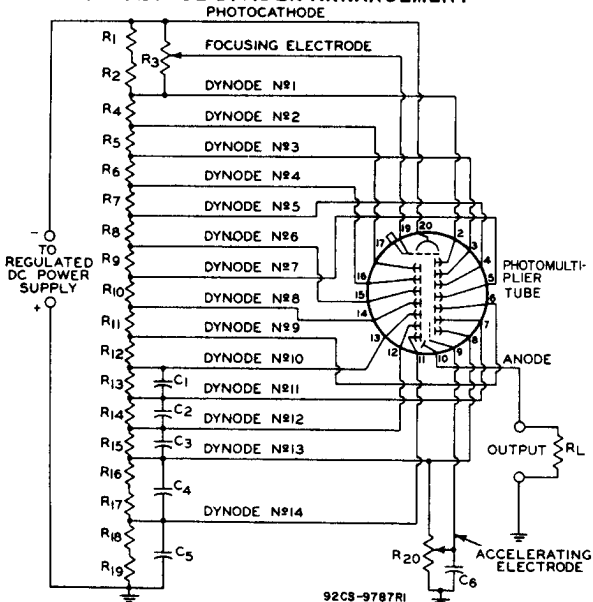 PHOTOCATHODE
FOCUSING ELECTRODE
DYNODE №1
DYNODE №2
DYNODE №3
DYNODE №4
DYNODE №5
DYNODE №6
DYNODE №7
DYNODE №8
DYNODE №9
DYNODE №10
DYNODE №11
DYNODE №12
DYNODE №13
DYNODE №14
R1
R2
R3
R4
R5
R6
R7
R8
R9
R10
R11
R12
R13
R14
R15
R16
R17
R18
R19
C1
C2
C3
C4
C5
-
TO
REGULATED
DC POWER
SUPPLY
+
17
19
20
2
3
4
5
6
7
8
9
10
11
12
13
14
15
16
PHOTOMULTI-
PLIER
TUBE
ANODE
OUTPUT
RL
R20
C6
ACCELERATING
ELECTRODE
92CS-9787R1